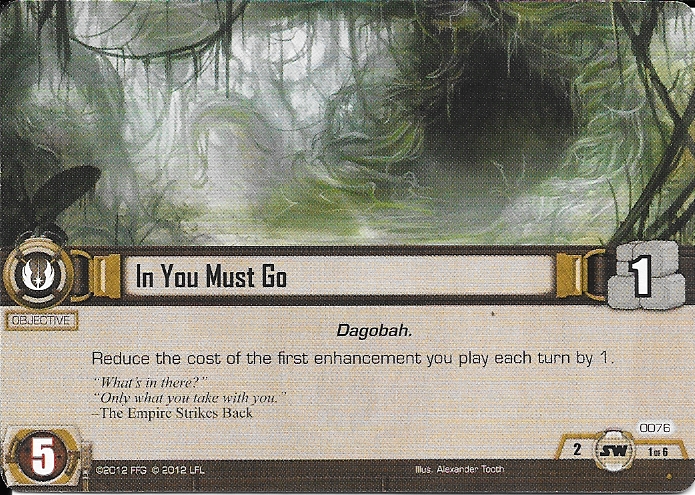 In You Must Go
1
OBJECTIVE
Dagobah.
Reduce the cost of the first enhancement you play each turn by 1.
"What's in there?"
"Only what you take with you."
–The Empire Strikes Back
0076
5
2 SW 1 OF 6
©2012 FFG © 2012 LFL Illus. Alexander Tooth